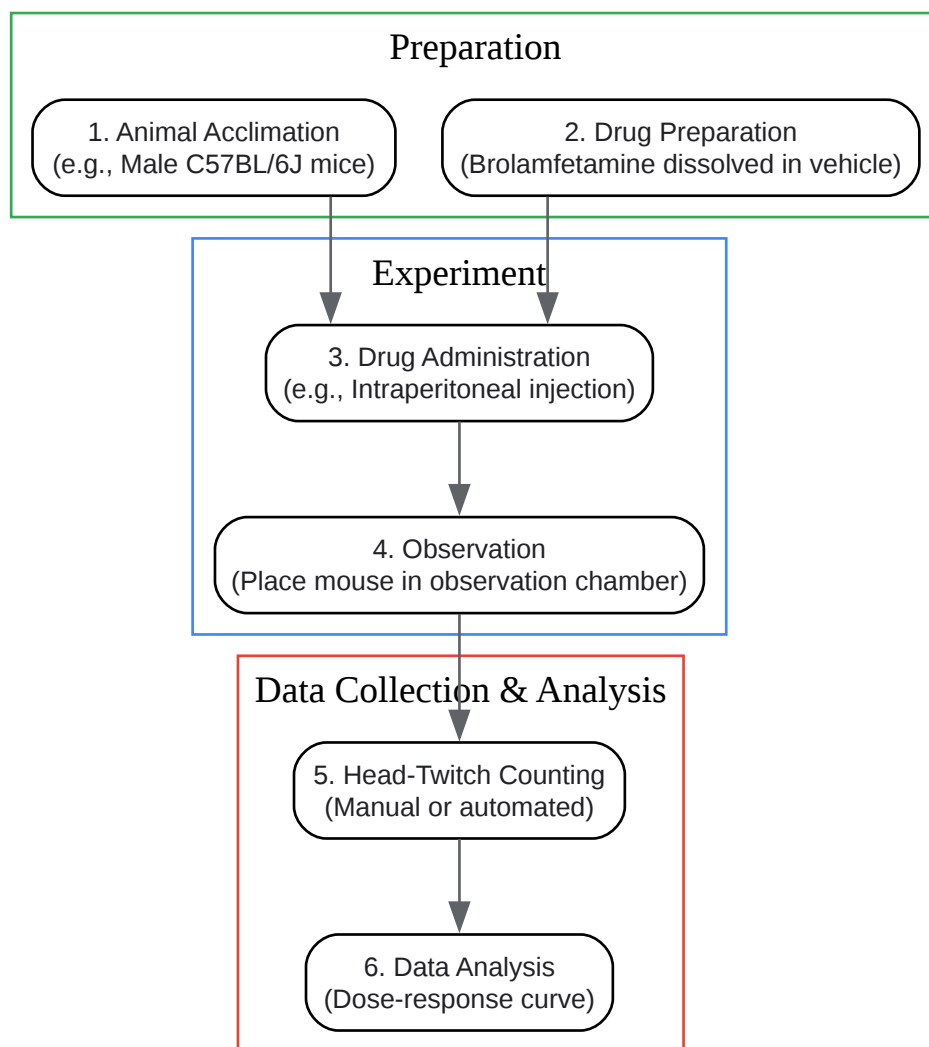 Preparation
1. Animal Acclimation
(e.g., Male C57BL/6J mice)
2. Drug Preparation
(Brolamfetamine dissolved in vehicle)
Experiment
3. Drug Administration
(e.g., Intraperitoneal injection)
4. Observation
(Place mouse in observation chamber)
Data Collection & Analysis
5. Head-Twitch Counting
(Manual or automated)
6. Data Analysis
(Dose-response curve)